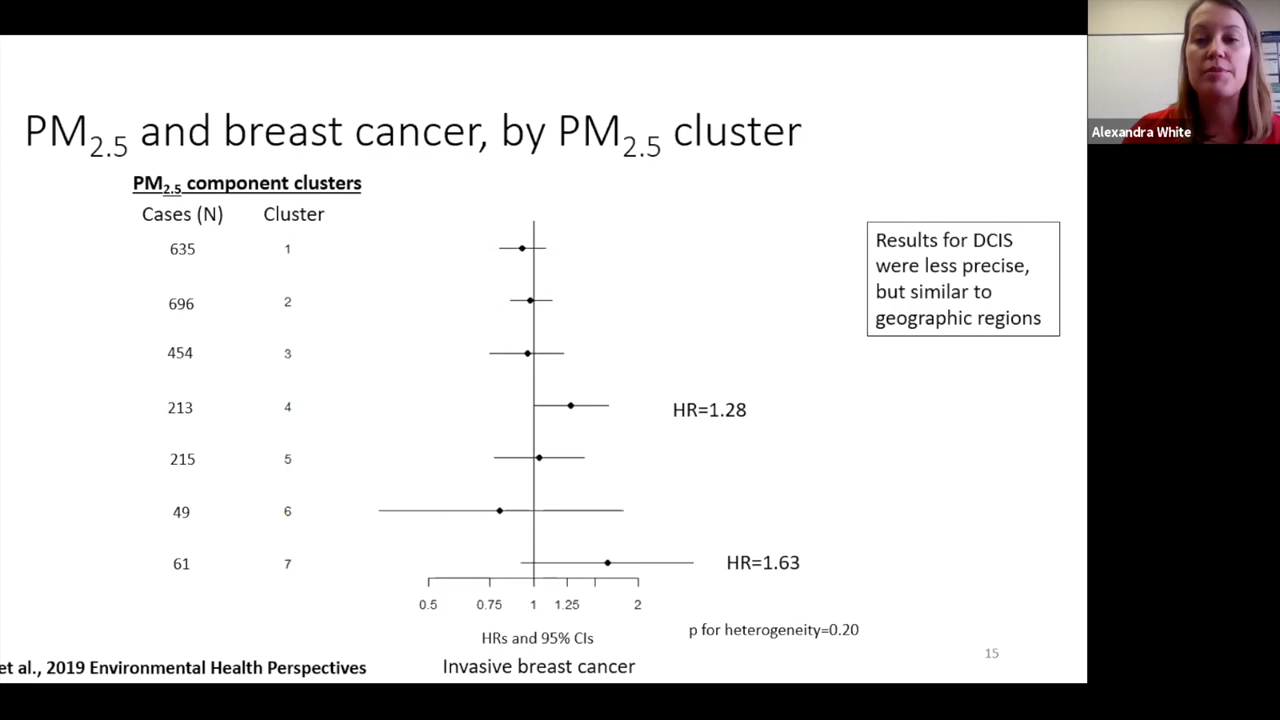 Alexandra White
PM2.5 and breast cancer, by PM2.5 cluster
PM2.5 component clusters
Cases (N) Cluster
635 1
696 2
454 3
213 4 HR=1.28
215 5
49 6
61 7 HR=1.63
Results for DCIS
were less precise,
but similar to
geographic regions
0.5 0.75 1 1.25 2
HRs and 95% CIs
p for heterogeneity=0.20
Invasive breast cancer
et al., 2019 Environmental Health Perspectives
15